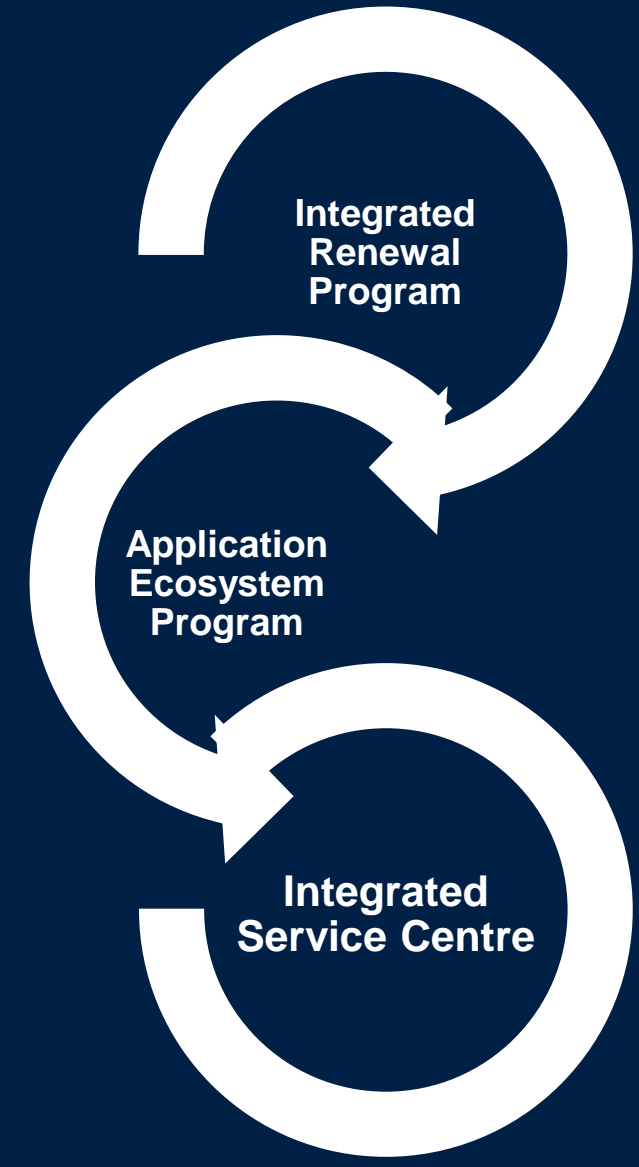 Integrated
Renewal
Program
Application
Ecosystem
Program
Integrated
Service Centre